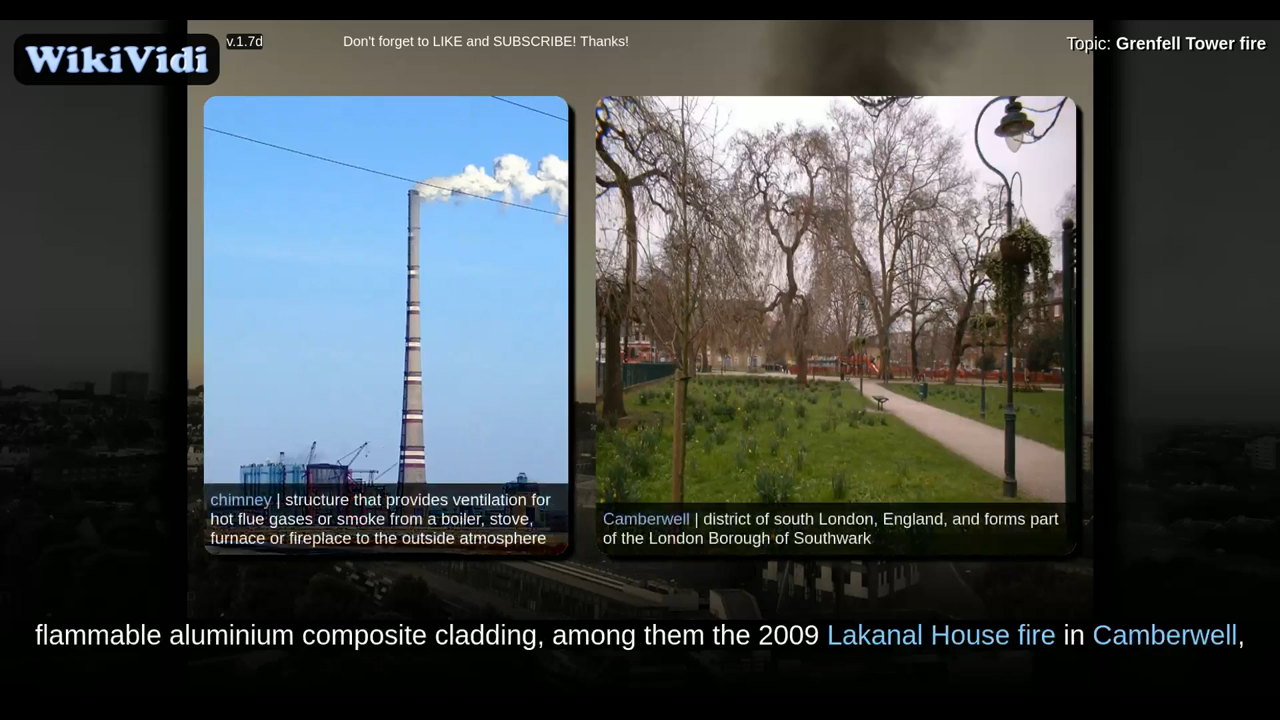 WikiVidi
v.1.7d
Don't forget to LIKE and SUBSCRIBE! Thanks!
Topic: Grenfell Tower fire
chimney | structure that provides ventilation for
hot flue gases or smoke from a boiler, stove,
furnace or fireplace to the outside atmosphere
Camberwell | district of south London, England, and forms part
of the London Borough of Southwark
flammable aluminium composite cladding, among them the 2009 Lakanal House fire in Camberwell,